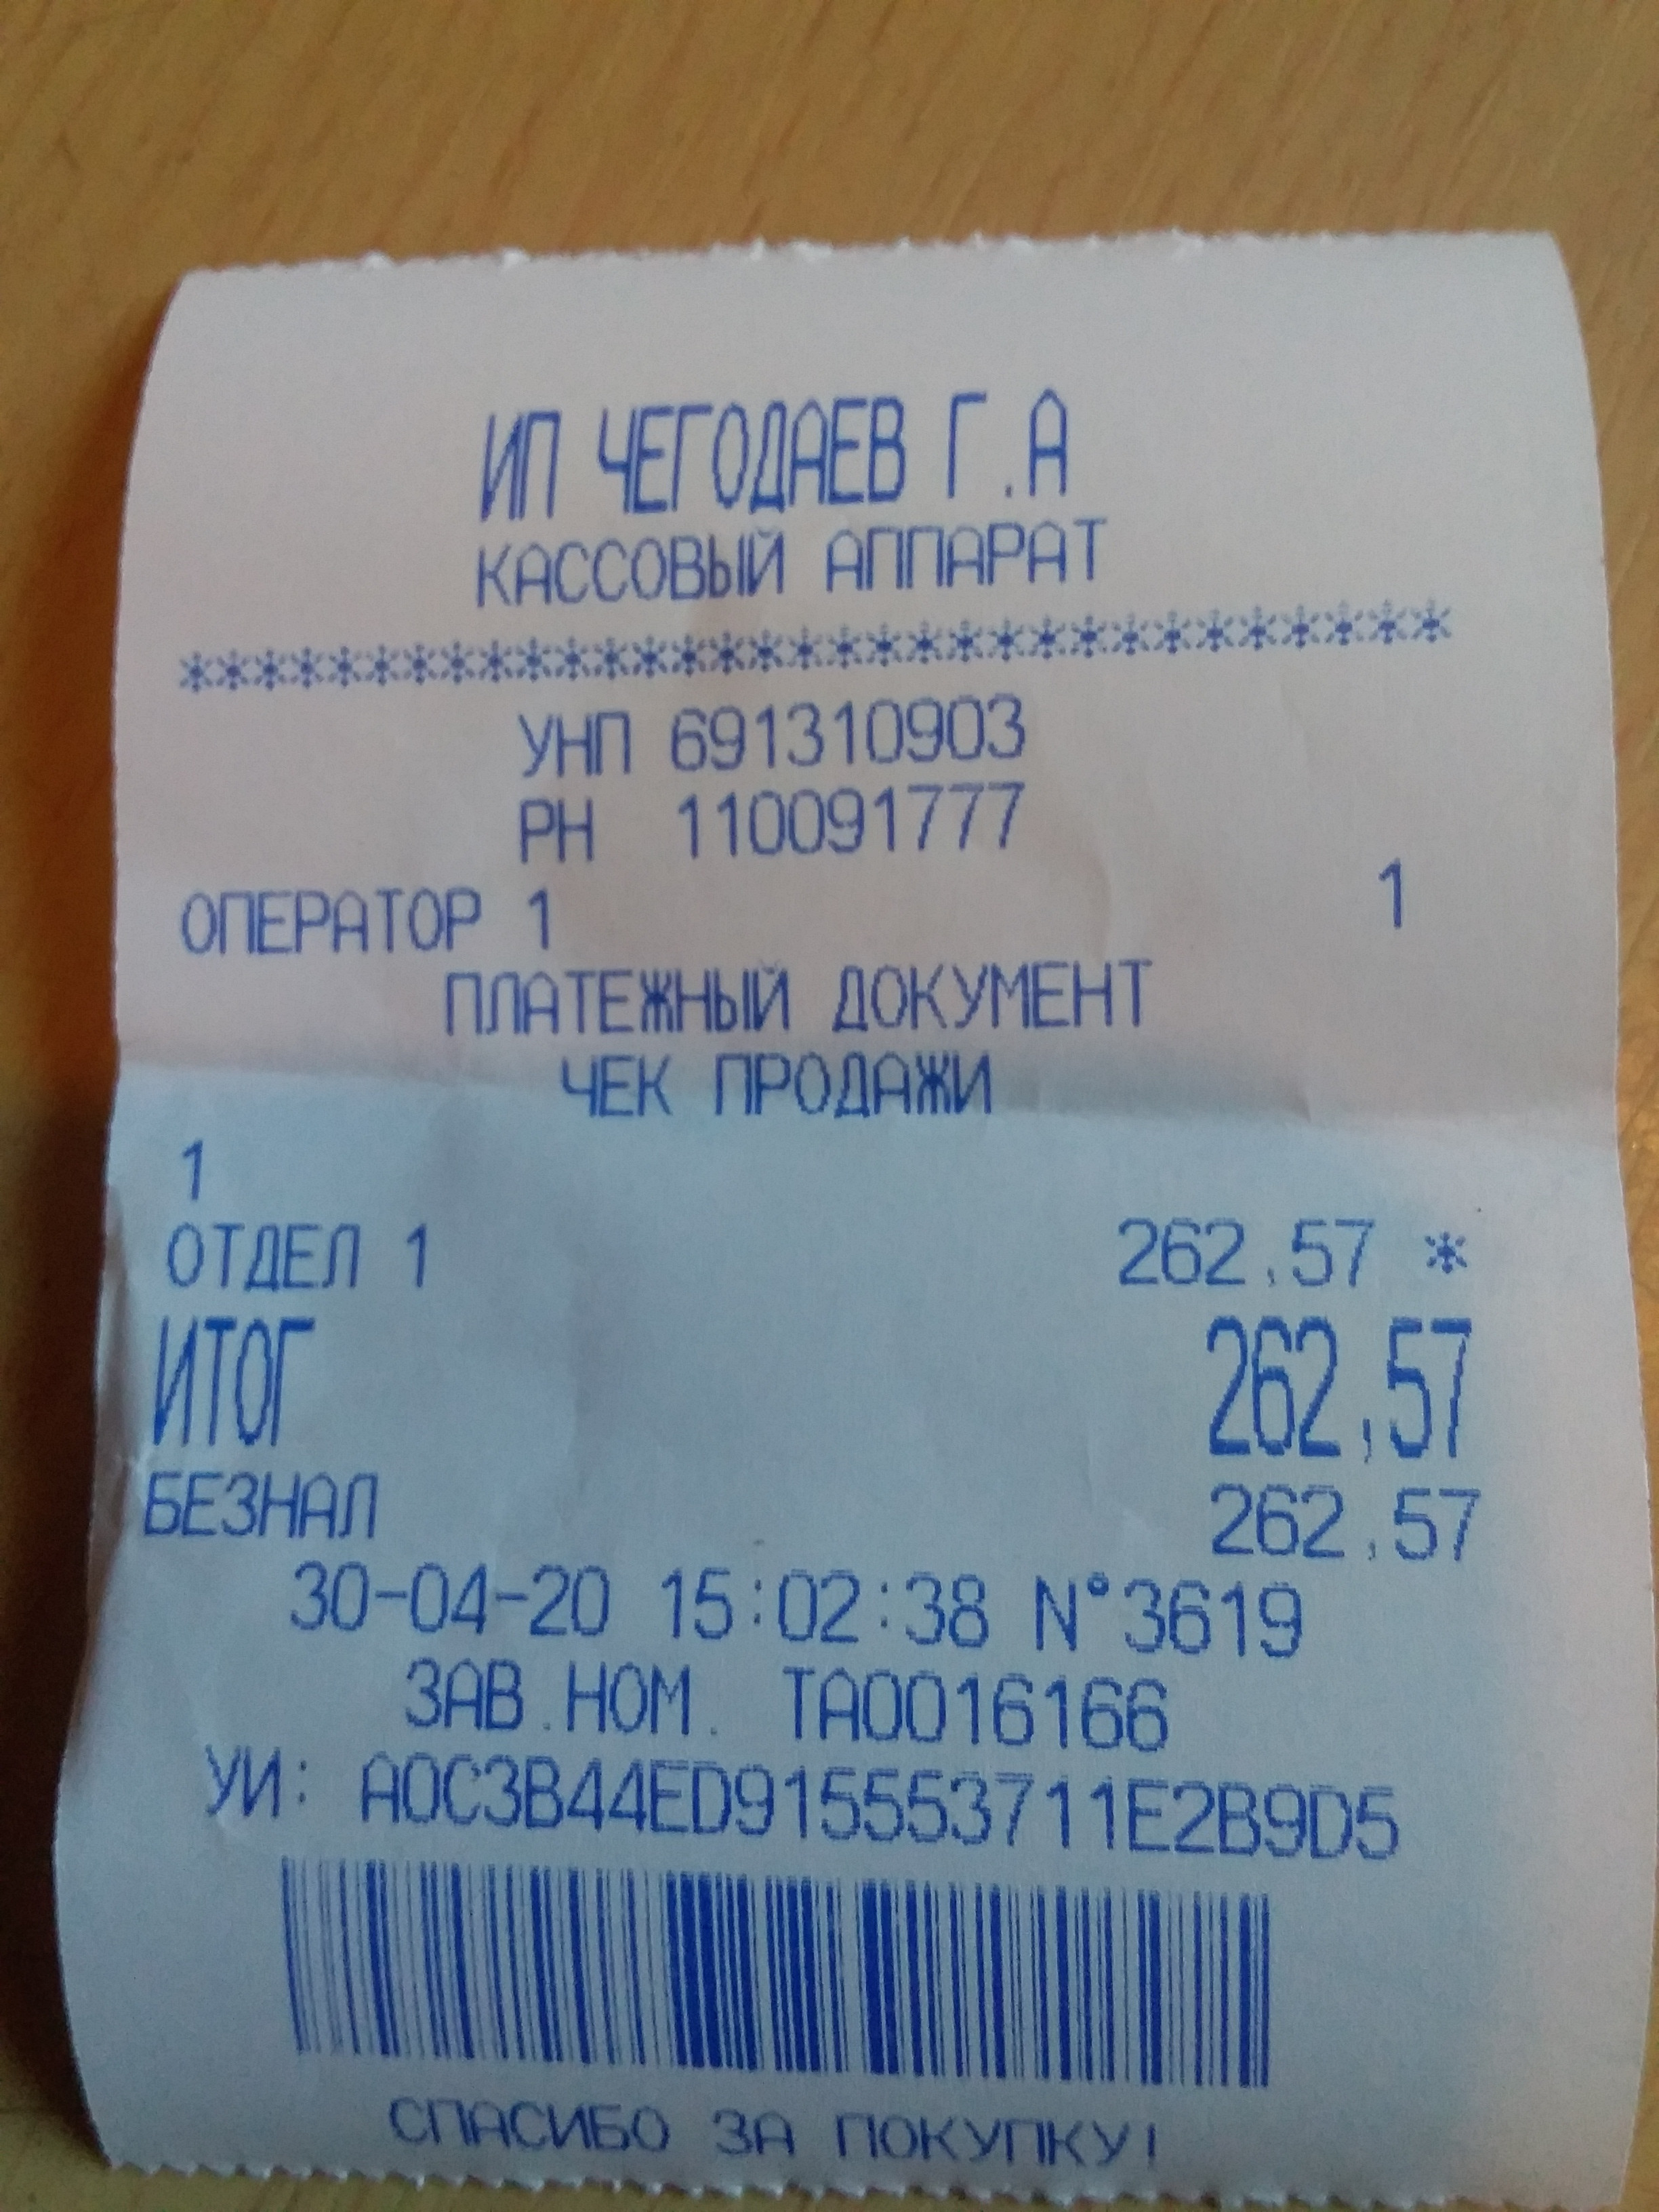 ИП ЧЕГОДАЕВ Г.А
КАССОВЫЙ АППАРАТ
********************************
УНП 691310903
РН 110091777
ОПЕРАТОР 1 1
ПЛАТЕЖНЫЙ ДОКУМЕНТ
ЧЕК ПРОДАЖИ
1
ОТДЕЛ 1 262,57 *
ИТОГ 262,57
БЕЗНАЛ 262,57
30-04-20 15:02:38 N°3619
ЗАВ.НОМ. ТА0016166
УИ: A0C3B44ED915553711E2B9D5
СПАСИБО ЗА ПОКУПКУ!